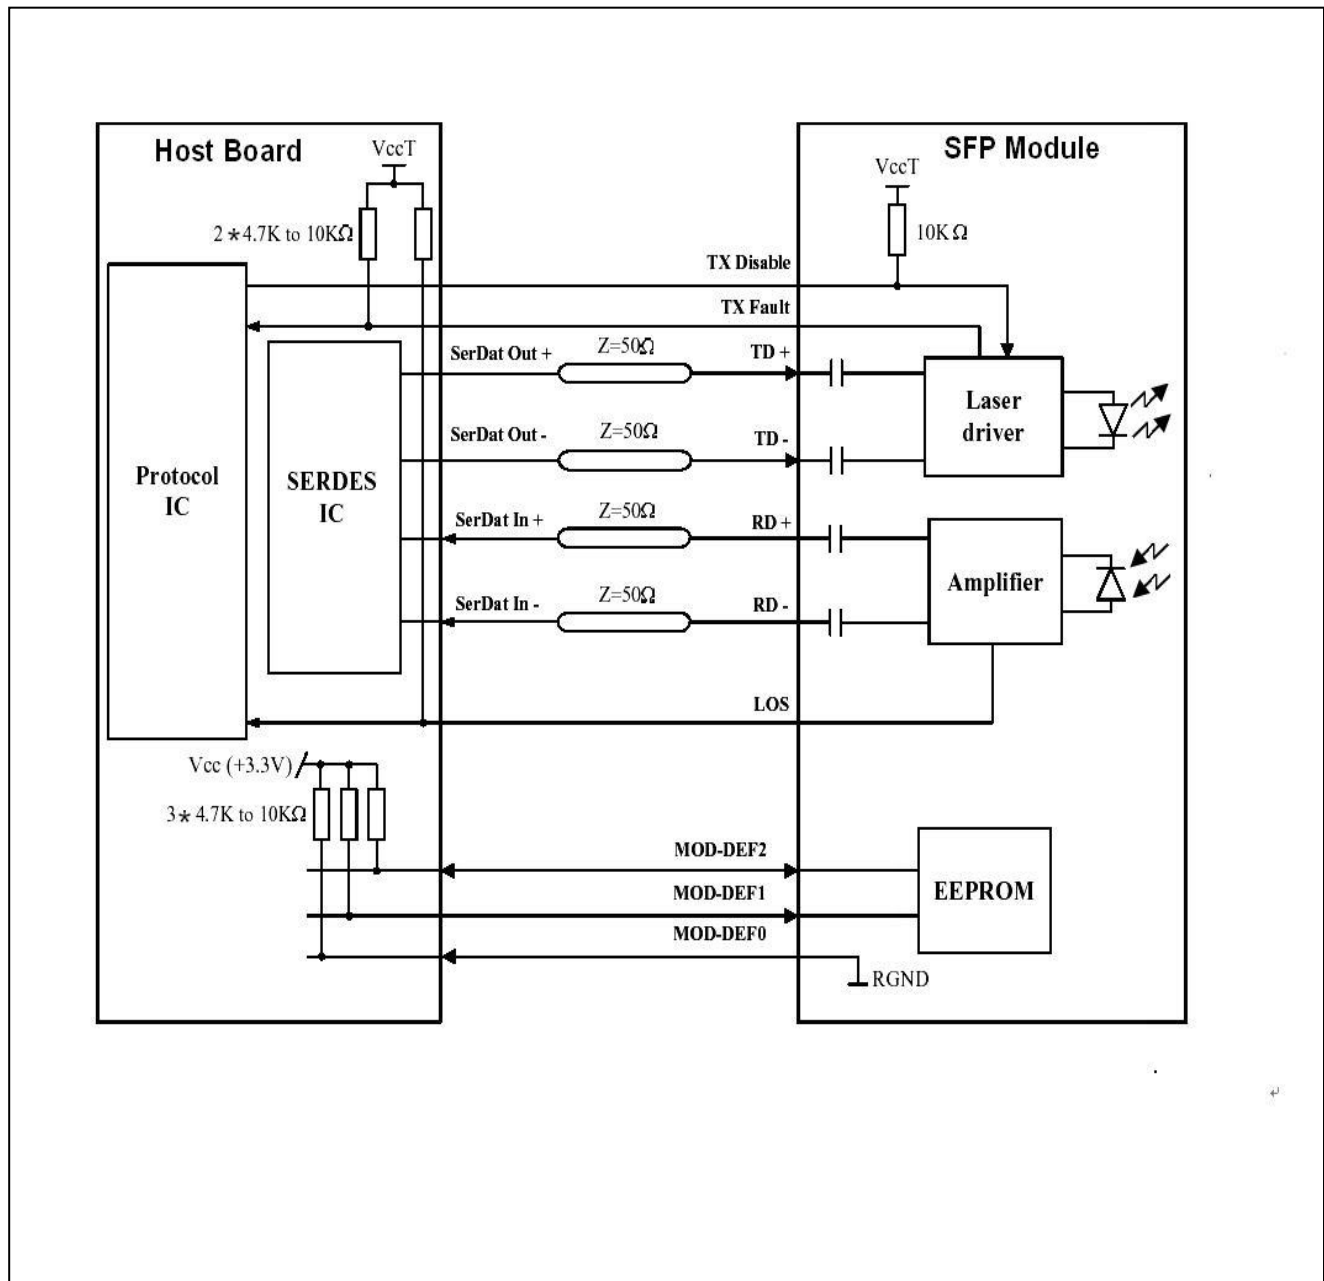 Host Board
SFP Module
VccT
VccT
2*4.7K to 10KΩ
10KΩ
TX Disable
TX Fault
SerDat Out +
Z=50Ω
TD +
Laser
driver
SerDat Out -
Z=50Ω
TD -
Protocol
IC
SERDES
IC
SerDat In +
Z=50Ω
RD +
Amplifier
SerDat In -
Z=50Ω
RD -
LOS
Vcc (+3.3V)
3*4.7K to 10KΩ
MOD-DEF2
EEPROM
MOD-DEF1
MOD-DEF0
RGND